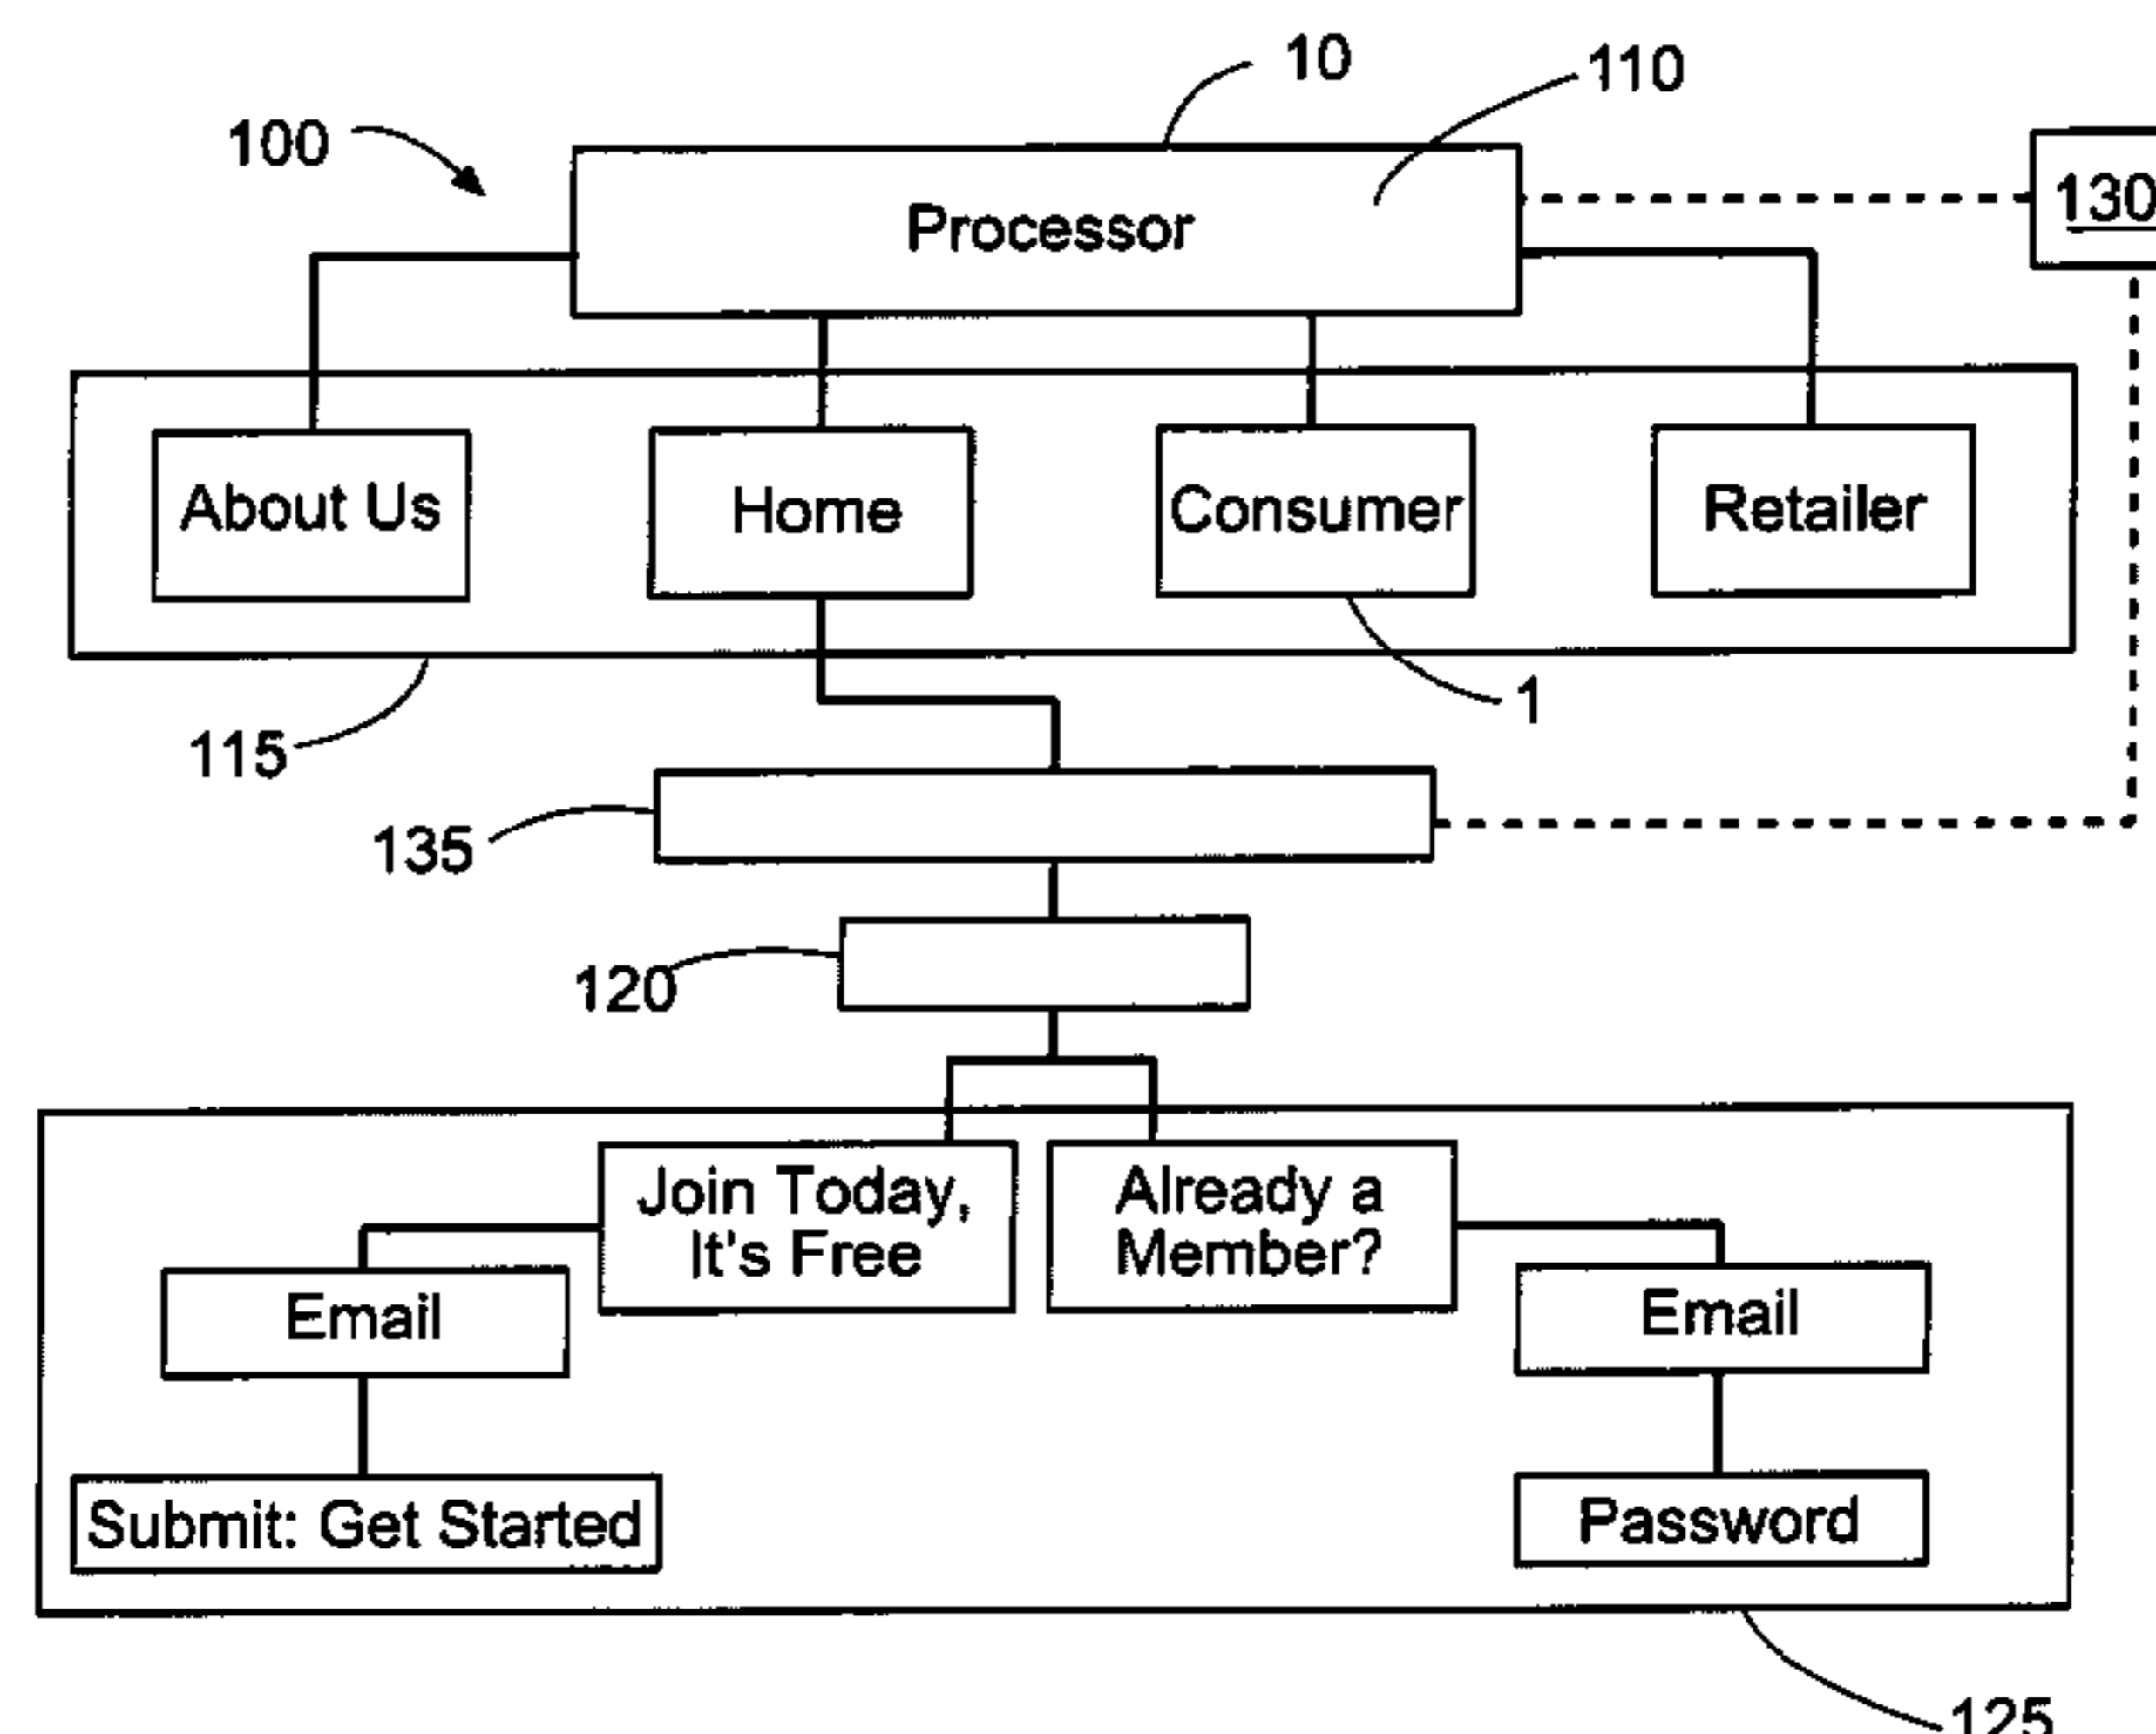 10
110
100
130
Processor
About Us
Home
Consumer
Retailer
1
115
135
120
Join Today,
It's Free
Already a
Member?
Email
Email
Submit: Get Started
Password
125